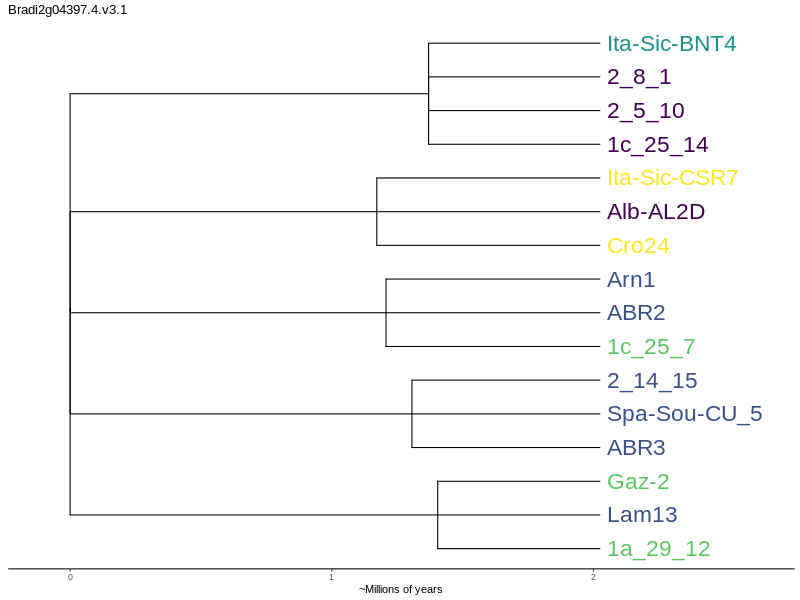 Bradi2g04397.4.v3.1
Ita-Sic-BNT4
2_8_1
2_5_10
1c_25_14
Ita-Sic-CSR7
Alb-AL2D
Cro24
Arn1
ABR2
1c_25_7
2_14_15
Spa-Sou-CU_5
ABR3
Gaz-2
Lam13
1a_29_12
0 1 2
~Millions of years